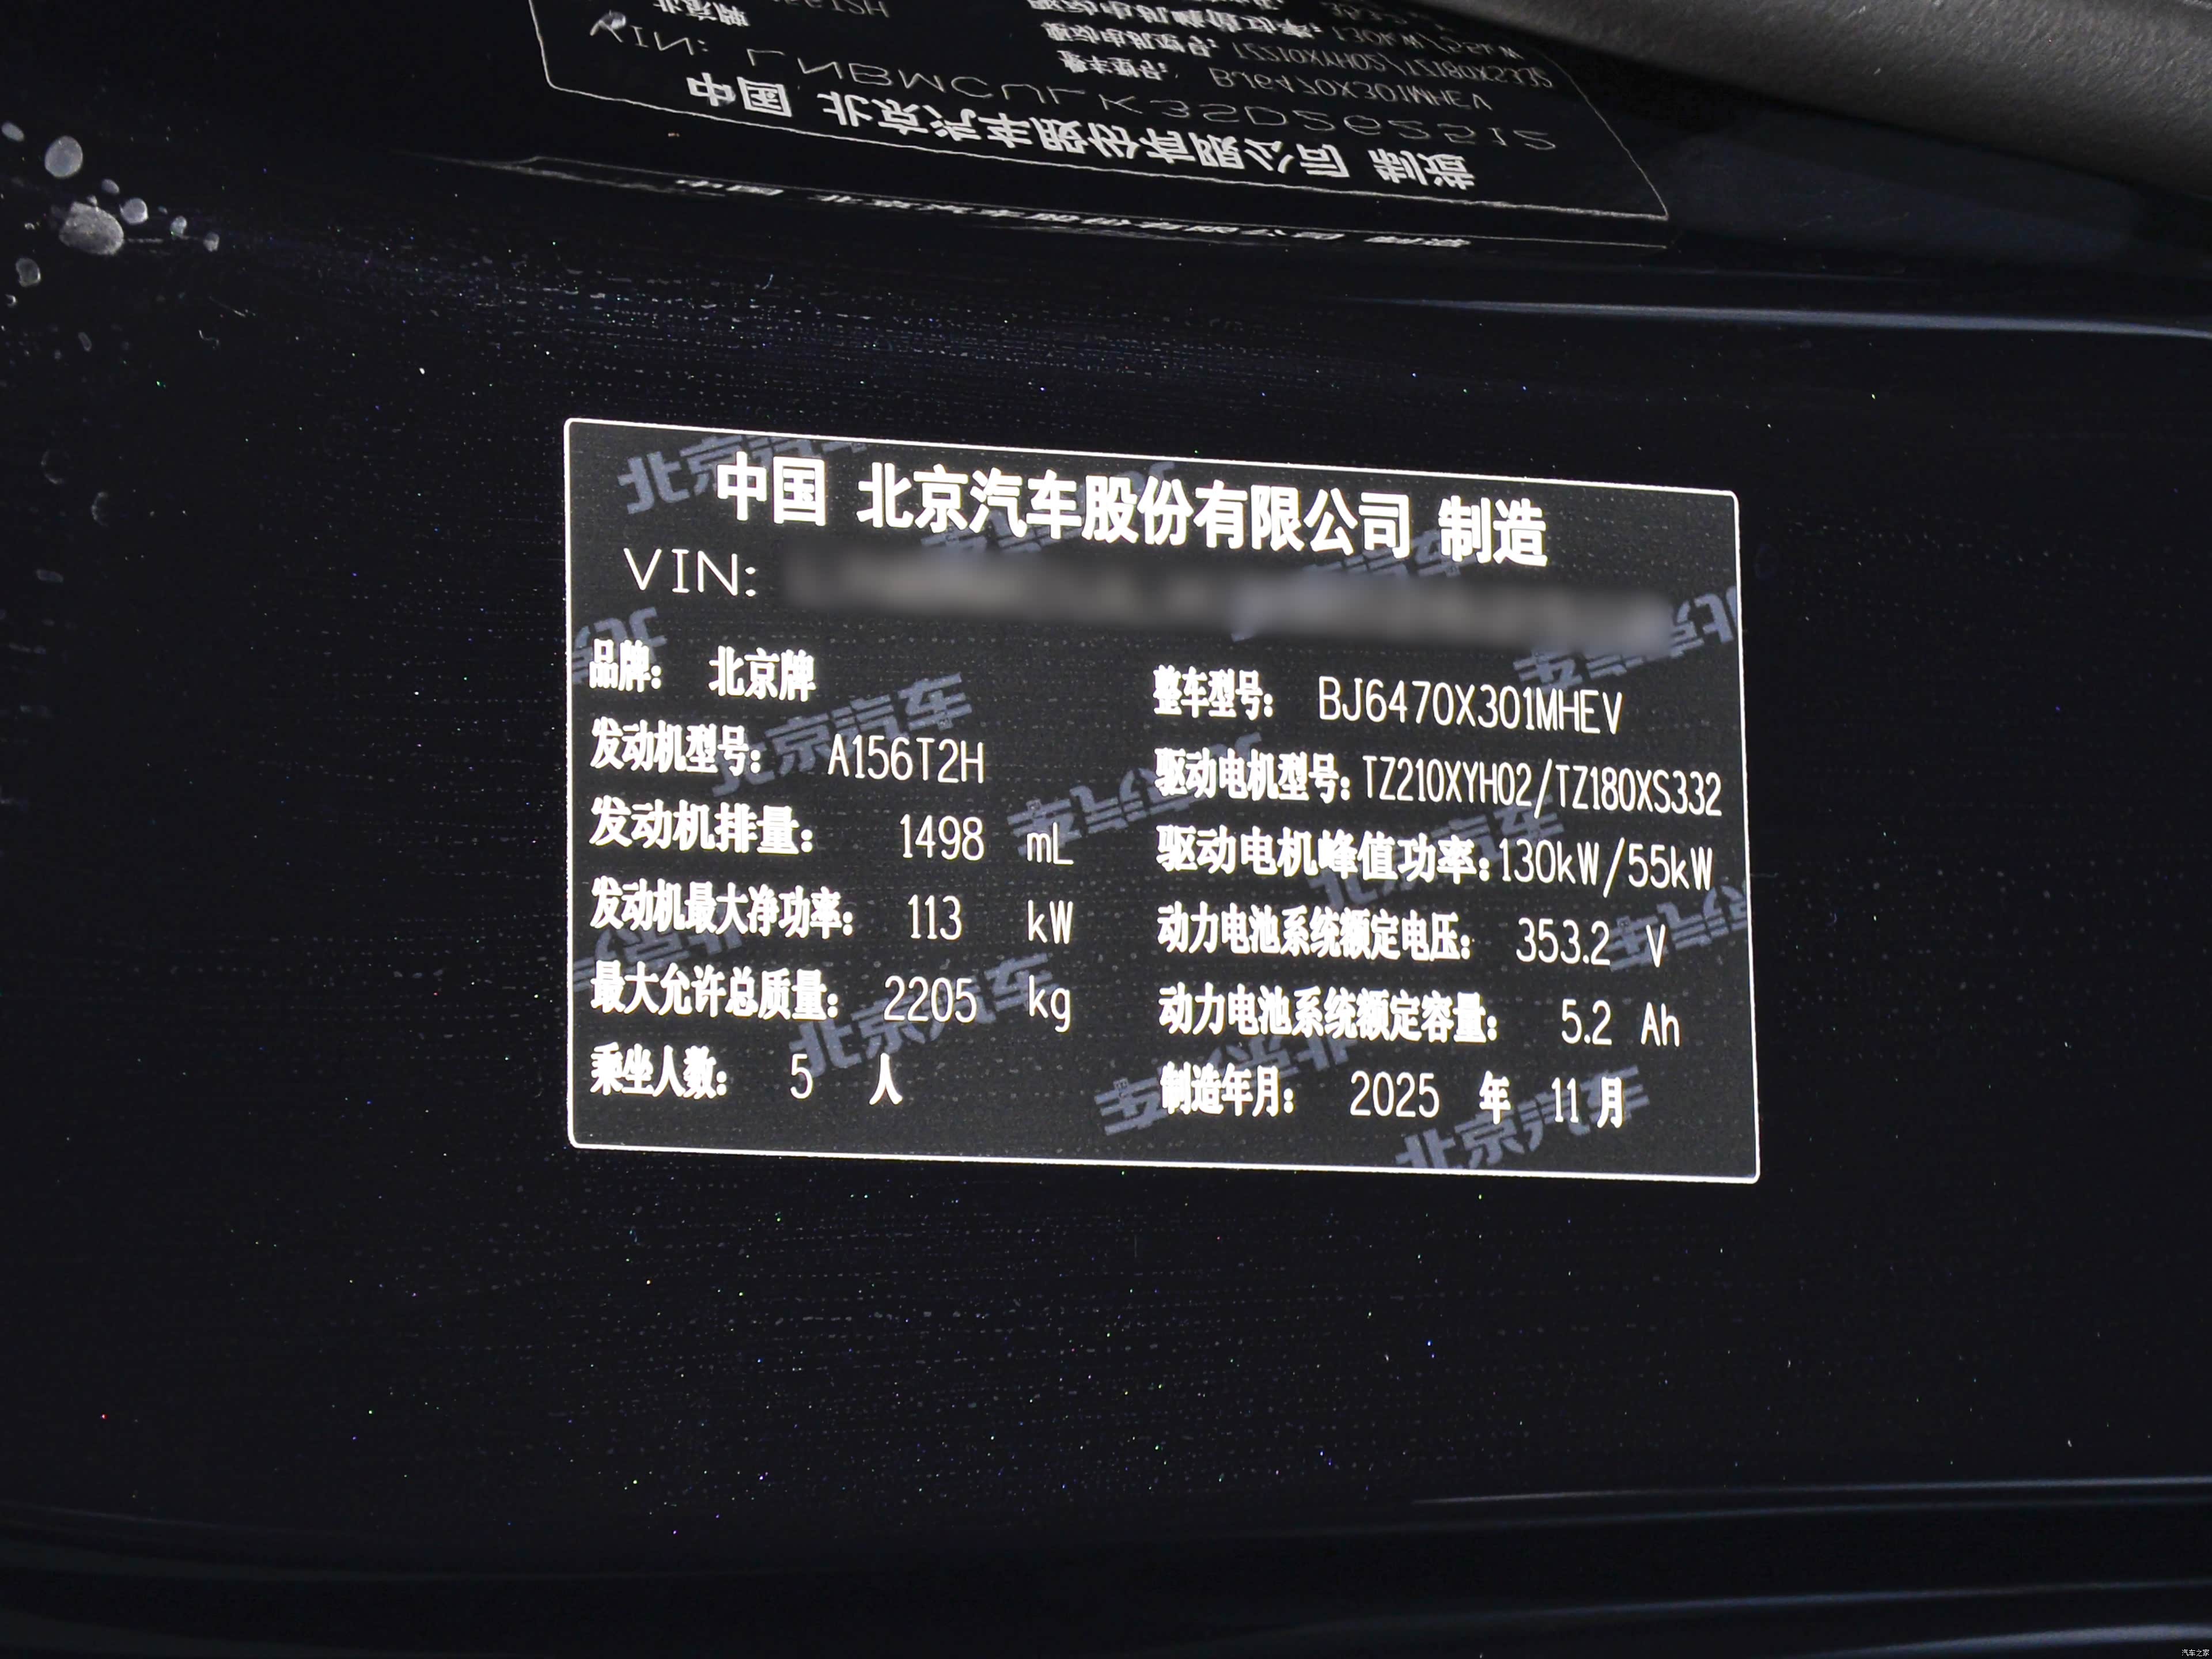 中国 北京汽车股份有限公司 制造
VIN:
品牌: 北京牌 整车型号: BJ6470X301MHEV
发动机型号: A156T2H 驱动电机型号: TZ210XYH02/TZ180XS332
发动机排量: 1498 mL 驱动电机峰值功率: 130kW/55kW
发动机最大净功率: 113 kW 动力电池系统额定电压: 353.2 V
最大允许总质量: 2205 kg 动力电池系统额定容量: 5.2 Ah
乘坐人数: 5 人 制造年月: 2025 年 11 月
汽车之家